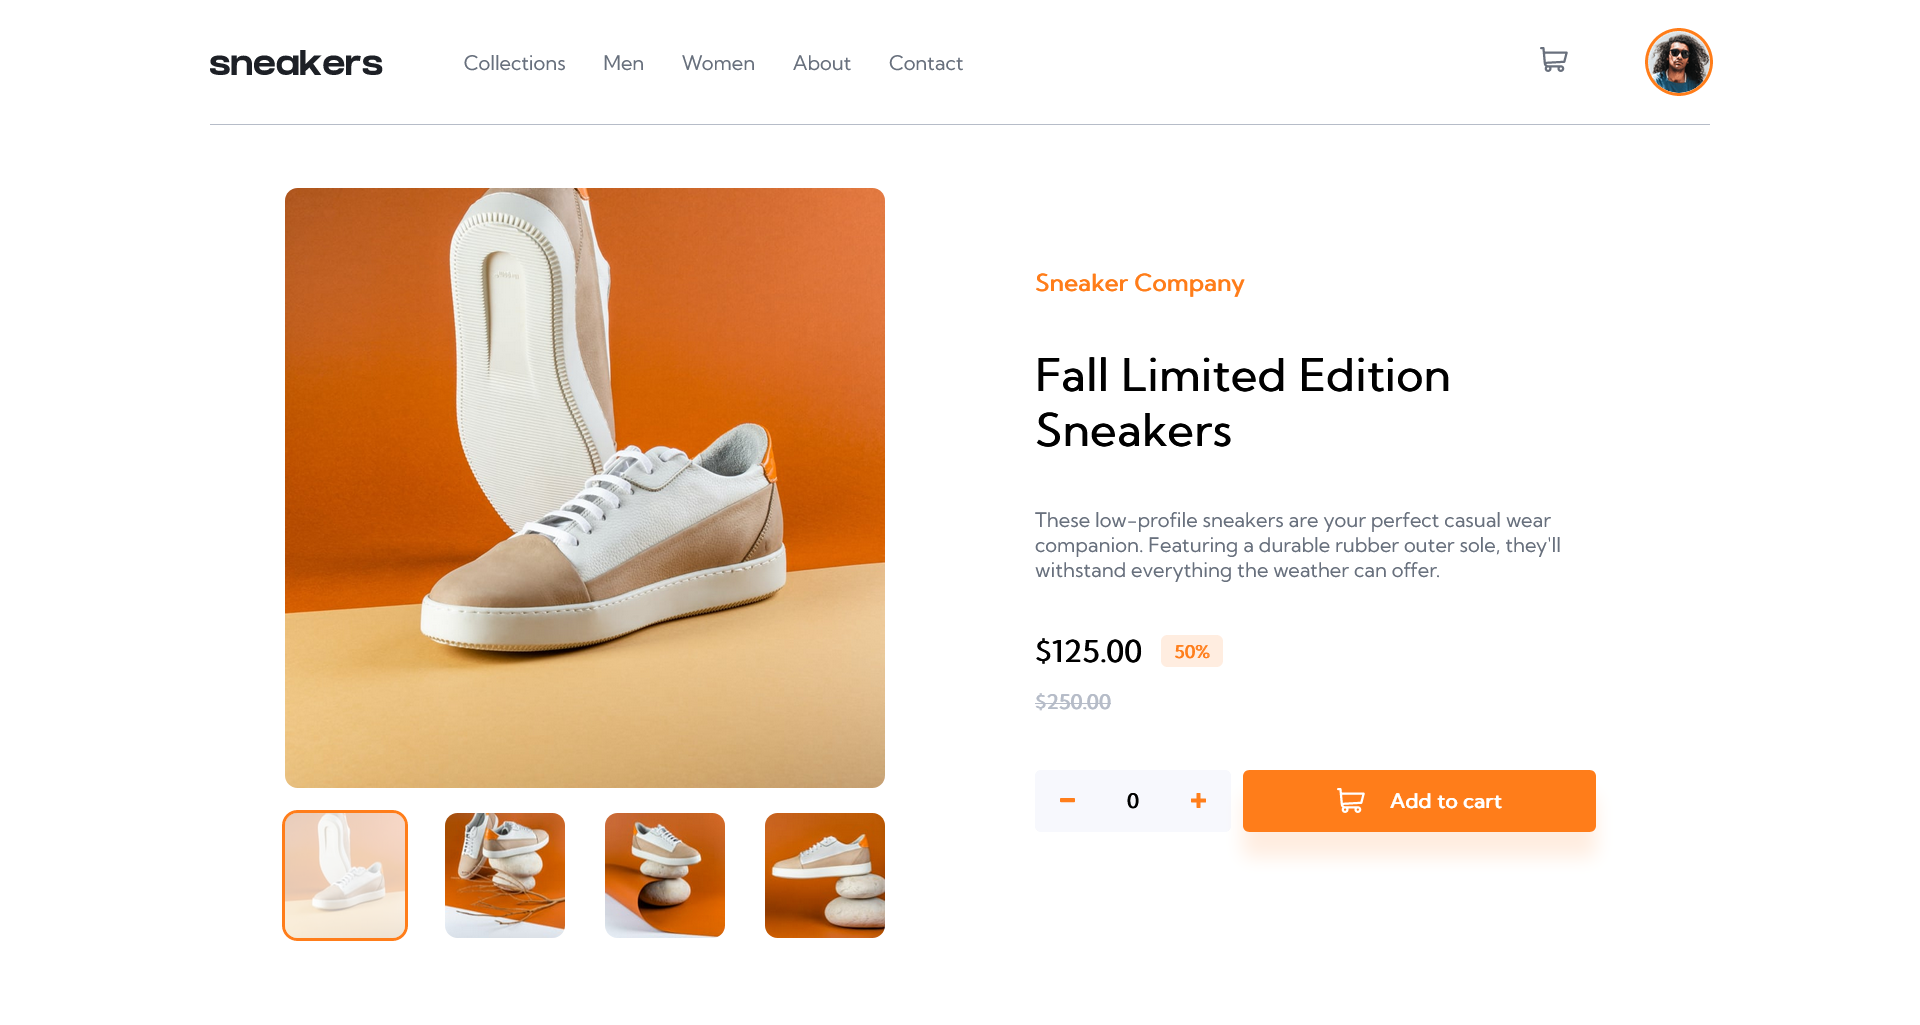 sneakers
Collections Men Women About Contact
Sneaker Company
Fall Limited Edition
Sneakers
These low-profile sneakers are your perfect casual wear
companion. Featuring a durable rubber outer sole, they'll
withstand everything the weather can offer.
$125.00 50%
$250.00
0
Add to cart